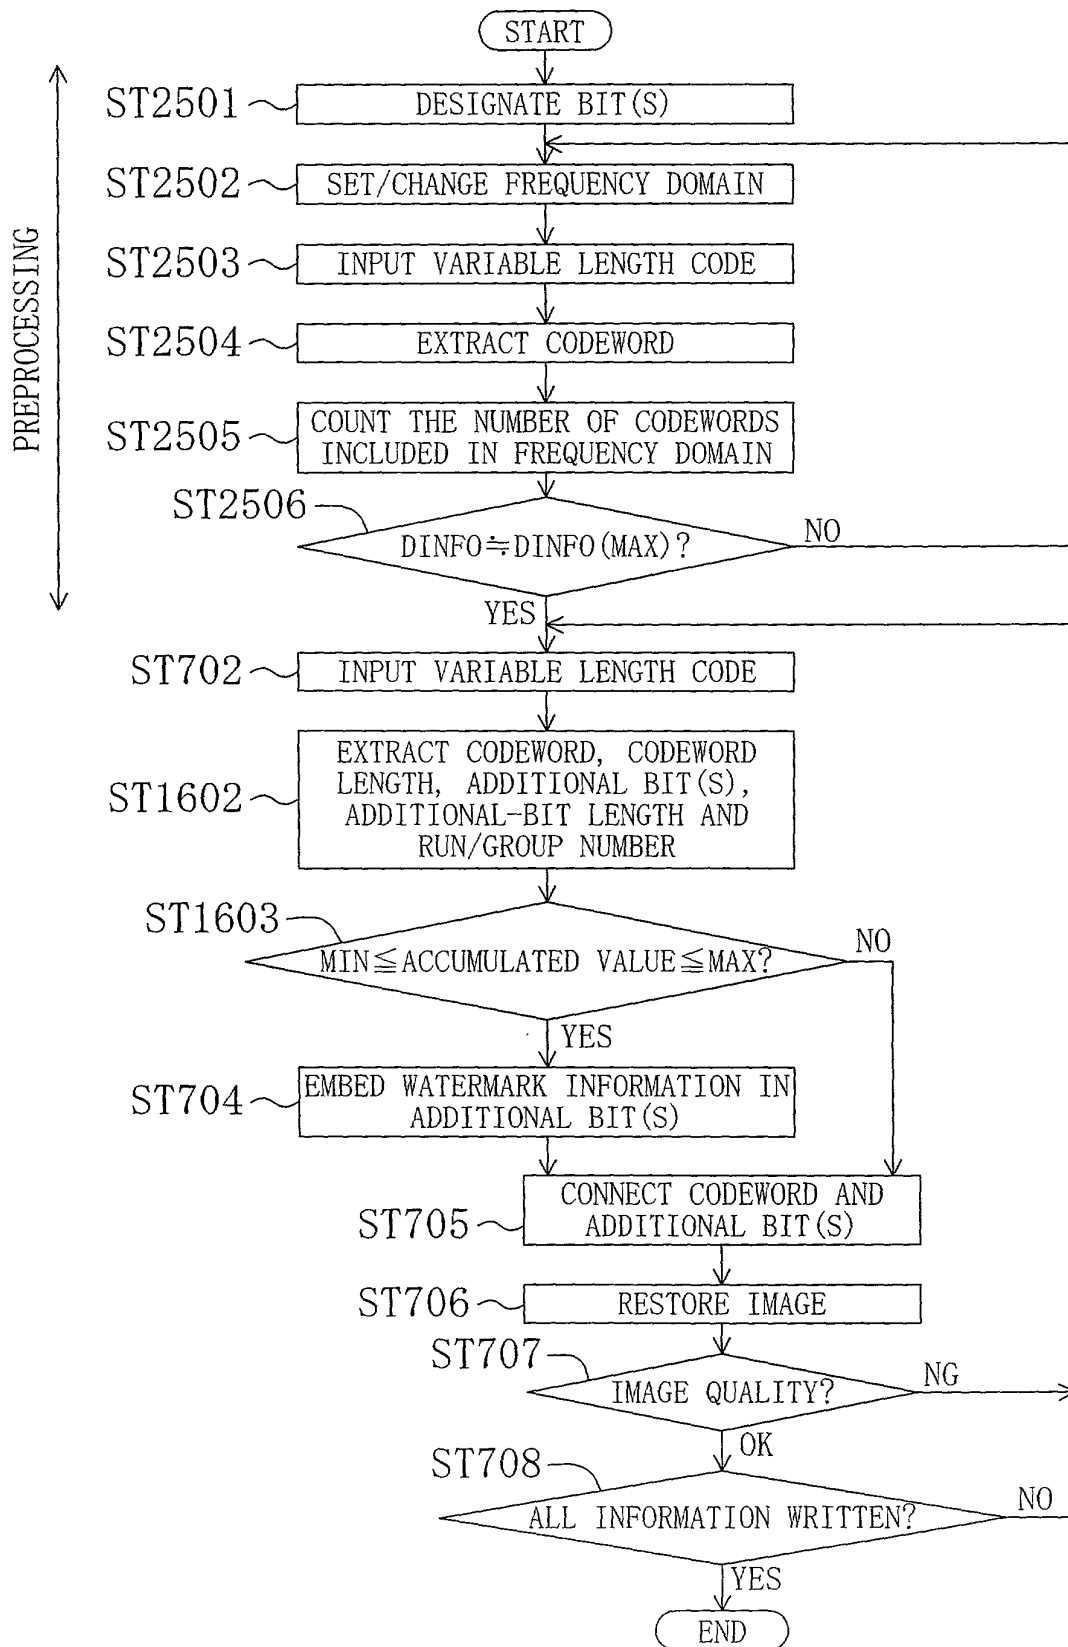 START
PREPROCESSING
ST2501
DESIGNATE BIT(S)
ST2502
SET/CHANGE FREQUENCY DOMAIN
ST2503
INPUT VARIABLE LENGTH CODE
ST2504
EXTRACT CODEWORD
ST2505
COUNT THE NUMBER OF CODEWORDS
INCLUDED IN FREQUENCY DOMAIN
ST2506
DINFO≒DINFO(MAX)?
NO
YES
ST702
INPUT VARIABLE LENGTH CODE
ST1602
EXTRACT CODEWORD, CODEWORD
LENGTH, ADDITIONAL BIT(S),
ADDITIONAL-BIT LENGTH AND
RUN/GROUP NUMBER
ST1603
MIN≦ACCUMULATED VALUE≦MAX?
NO
YES
ST704
EMBED WATERMARK INFORMATION IN
ADDITIONAL BIT(S)
ST705
CONNECT CODEWORD AND
ADDITIONAL BIT(S)
ST706
RESTORE IMAGE
ST707
IMAGE QUALITY?
NG
OK
ST708
ALL INFORMATION WRITTEN?
NO
YES
END